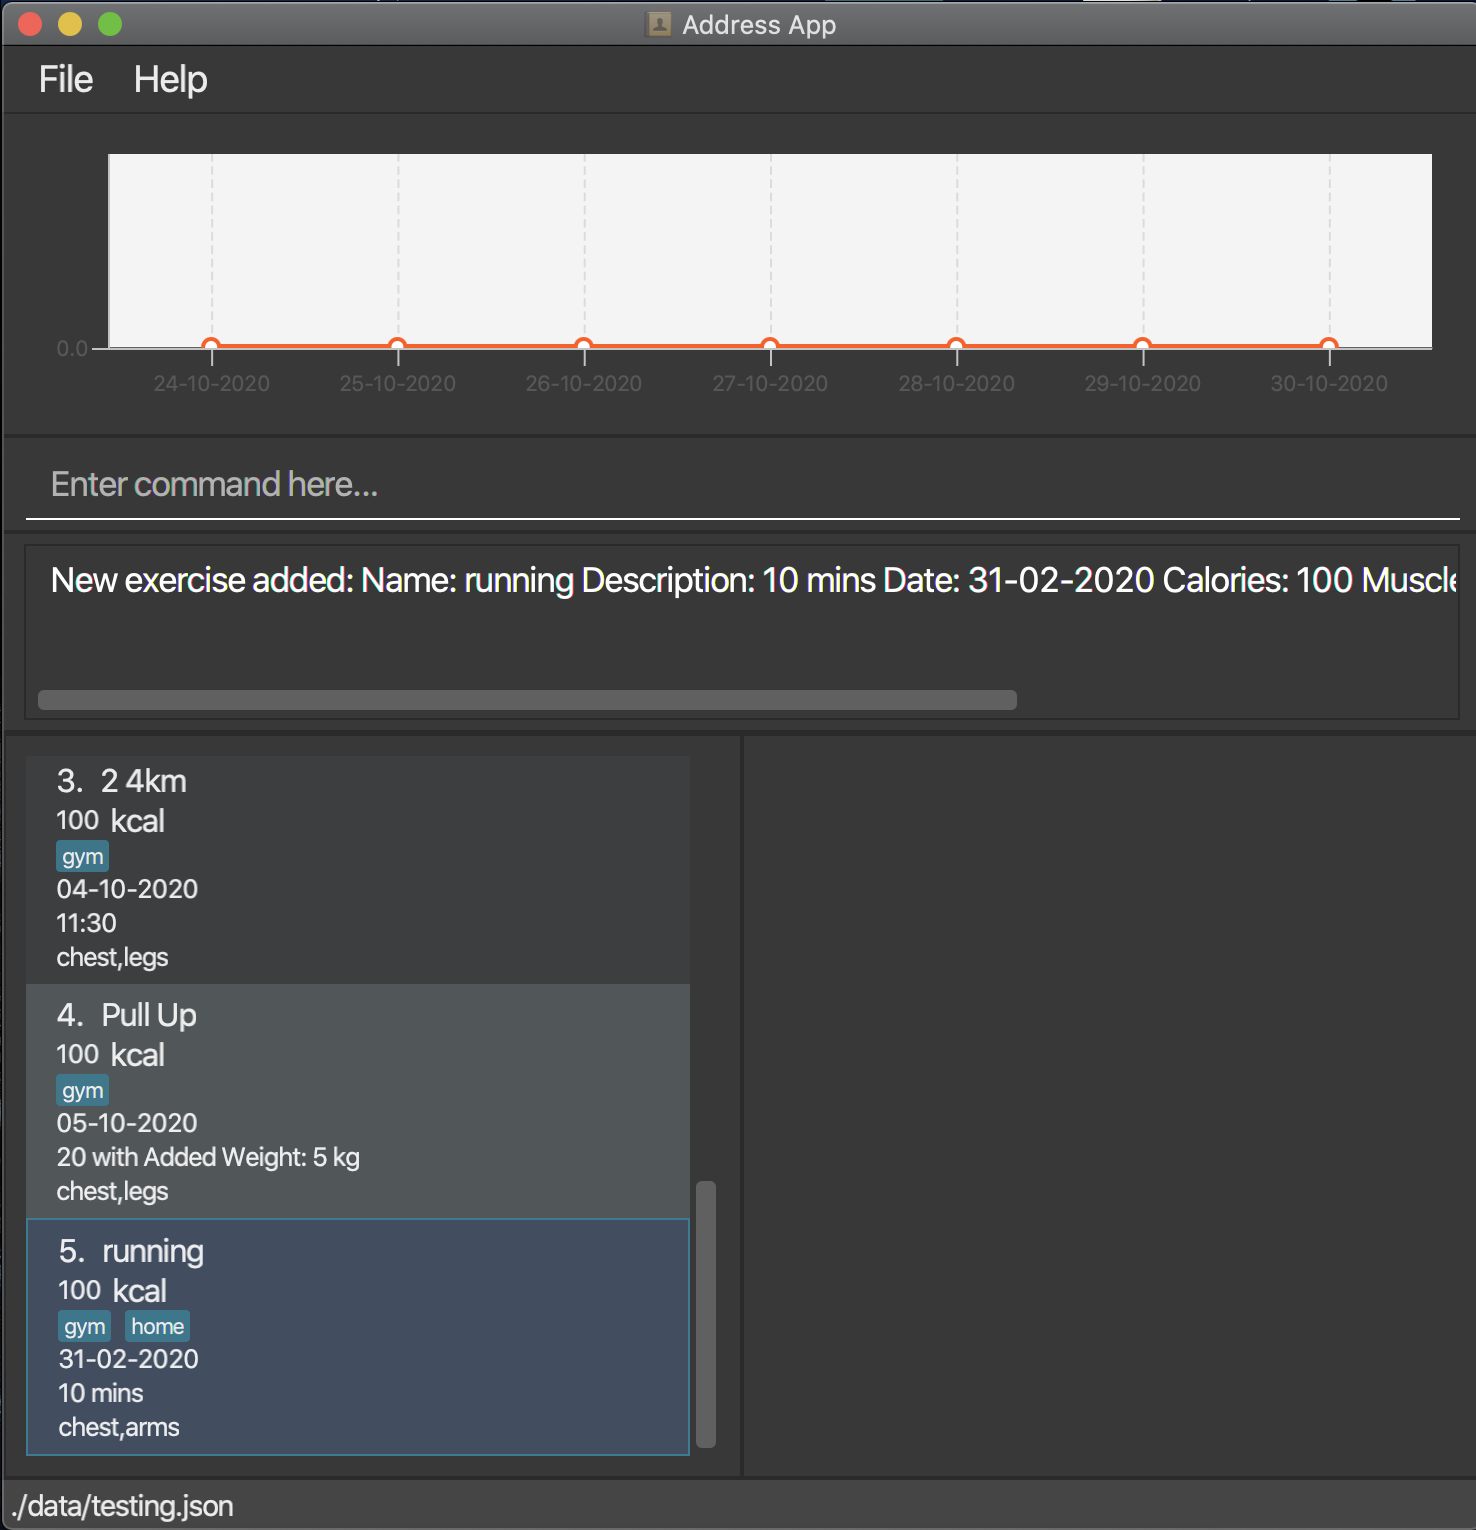 Address App
File Help
0.0
24-10-2020 25-10-2020 26-10-2020 27-10-2020 28-10-2020 29-10-2020 30-10-2020
Enter command here...
New exercise added: Name: running Description: 10 mins Date: 31-02-2020 Calories: 100 Muscle
3. 2 4km
100 kcal
gym
04-10-2020
11:30
chest,legs
4. Pull Up
100 kcal
gym
05-10-2020
20 with Added Weight: 5 kg
chest,legs
5. running
100 kcal
gym home
31-02-2020
10 mins
chest,arms
./data/testing.json